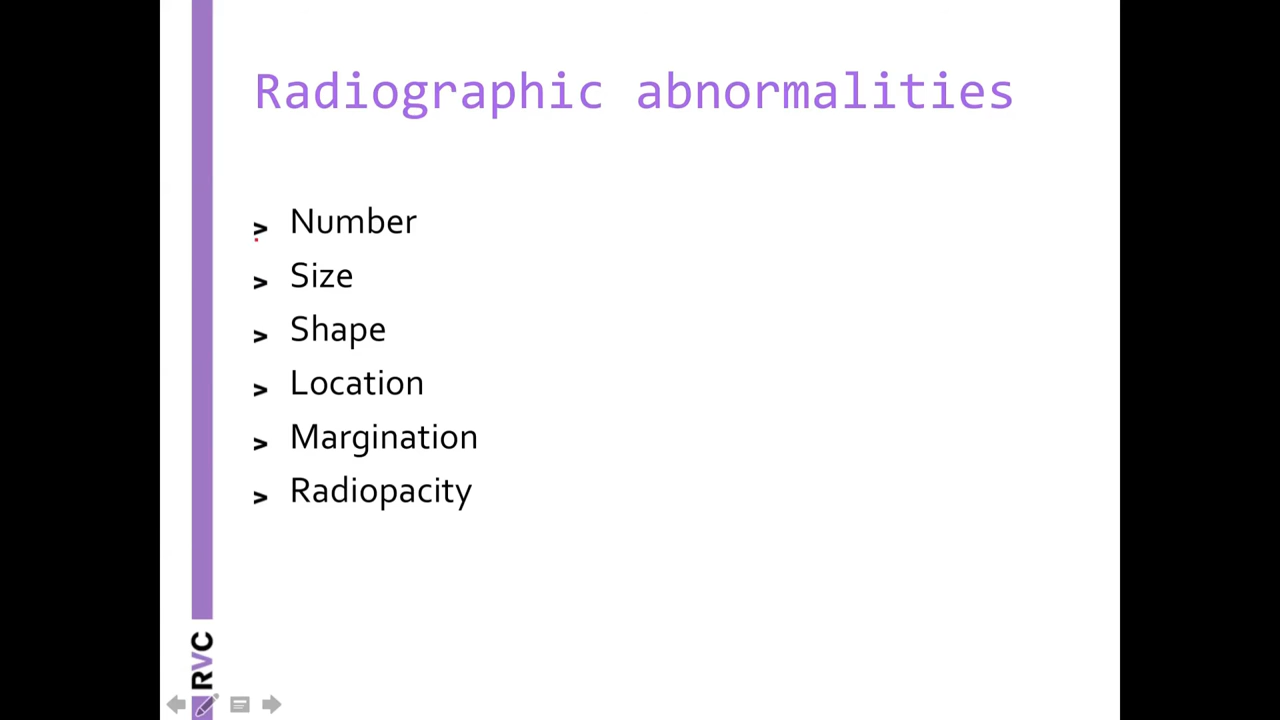 Radiographic abnormalities
> Number
> Size
> Shape
> Location
> Margination
> Radiopacity
RVC